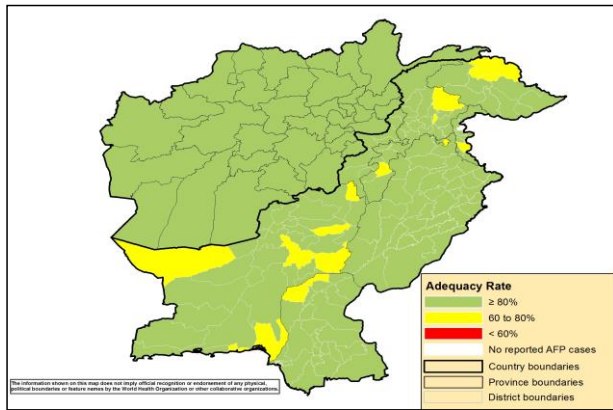 Adequacy Rate
≥ 80%
60 to 80%
< 60%
No reported AFP cases
Country boundaries
Province boundaries
District boundaries
The information shown on this map does not imply official recognition or endorsement of any physical,
political boundaries or feature names by the World Health Organization or other collaborative organizations.